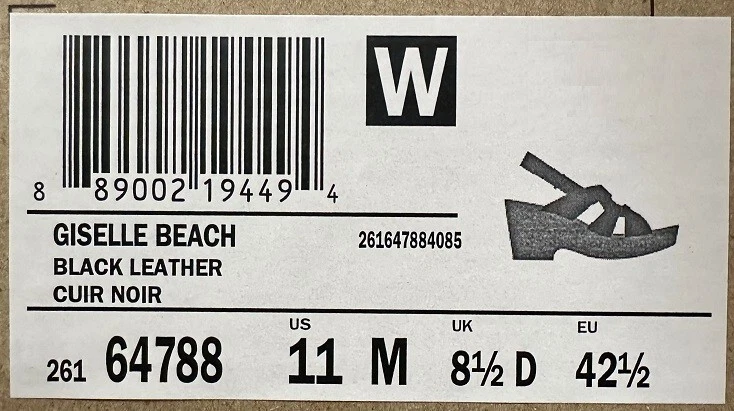 W
8 89002 19449 4
GISELLE BEACH 261647884085
BLACK LEATHER
CUIR NOIR
US UK EU
261 64788 11 M 8½ D 42½